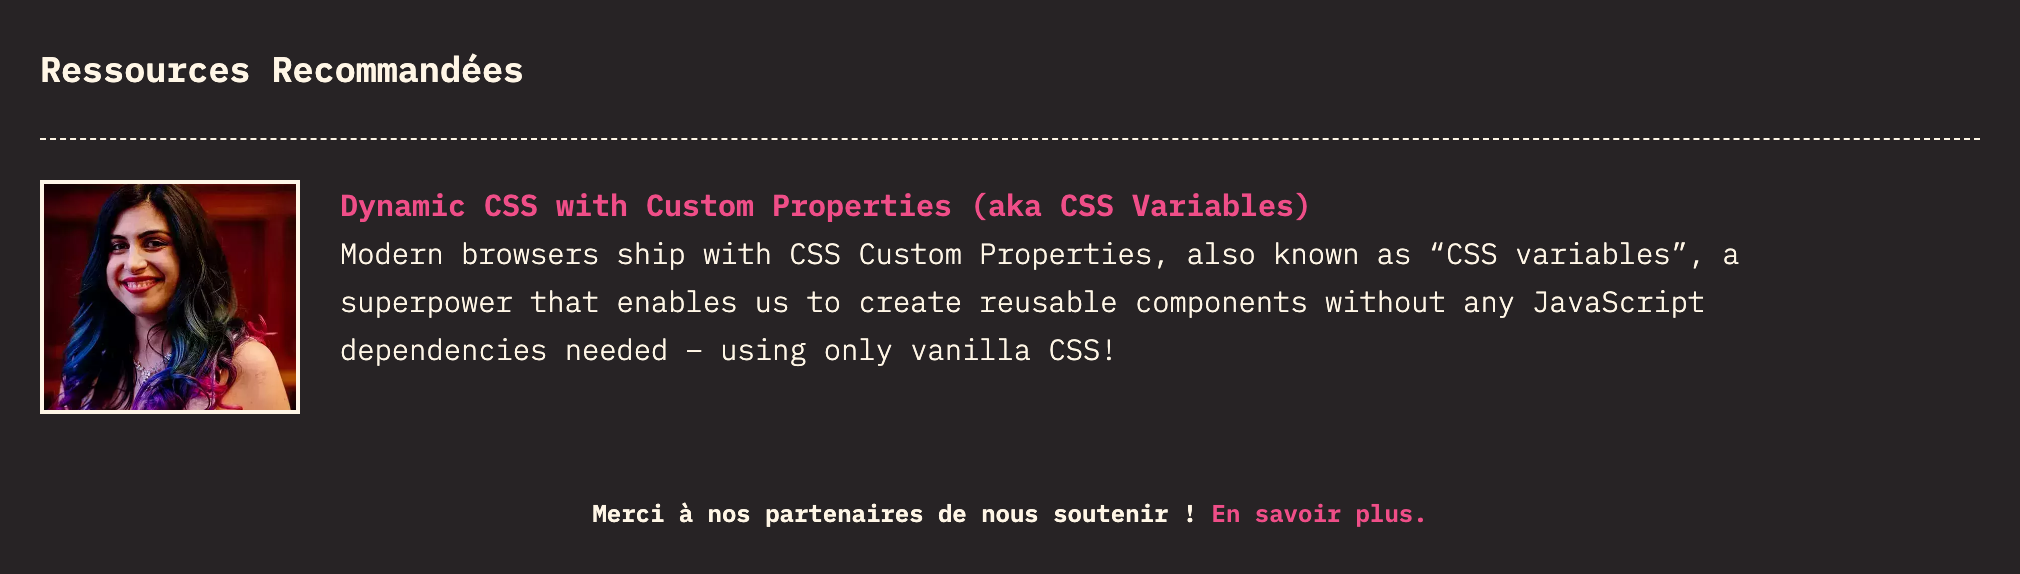 Ressources Recommandées
Dynamic CSS with Custom Properties (aka CSS Variables)
Modern browsers ship with CSS Custom Properties, also known as “CSS variables”, a
superpower that enables us to create reusable components without any JavaScript
dependencies needed – using only vanilla CSS!
Merci à nos partenaires de nous soutenir ! En savoir plus.